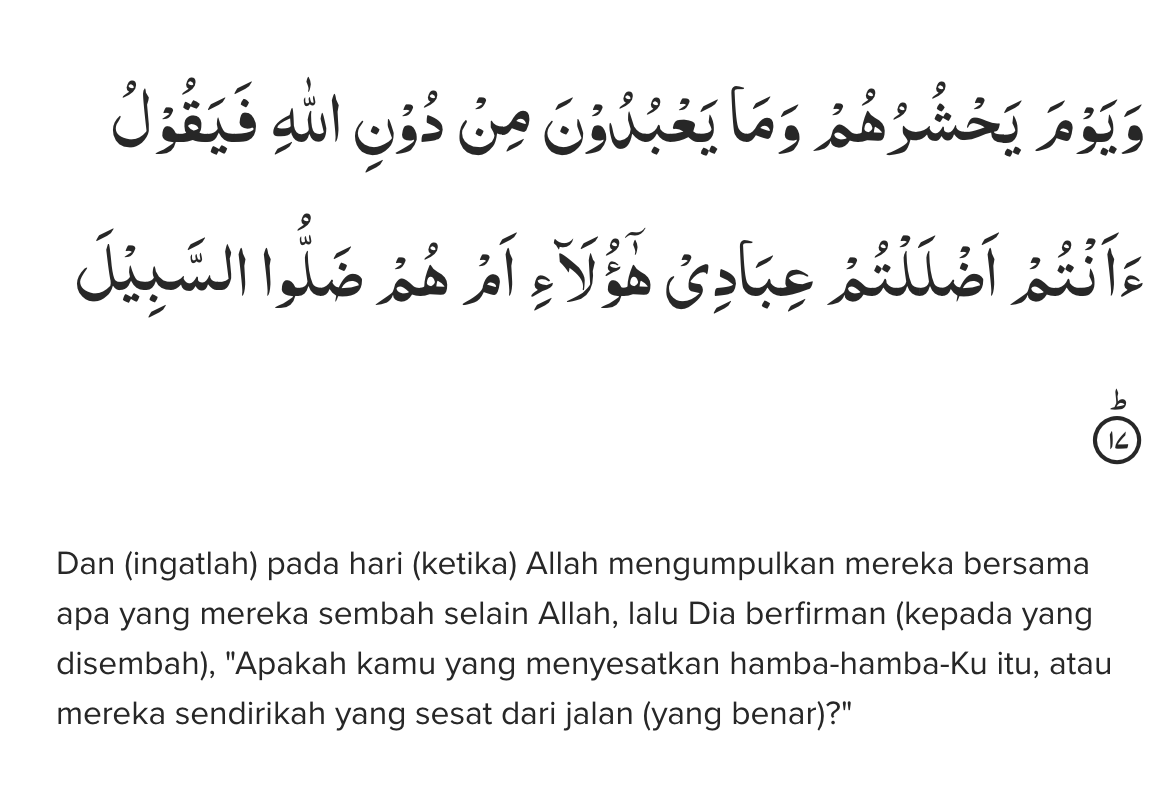 وَيَوْمَ يَحْشُرُهُمْ وَمَا يَعْبُدُوْنَ مِنْ دُوْنِ اللّٰهِ فَيَقُوْلُ
ءَاَنْتُمْ اَضْلَلْتُمْ عِبَادِيْ هٰٓؤُلَاۤءِ اَمْ هُمْ ضَلُّوا السَّبِيْلَ
ۗ ١٧
Dan (ingatlah) pada hari (ketika) Allah mengumpulkan mereka bersama
apa yang mereka sembah selain Allah, lalu Dia berfirman (kepada yang
disembah), "Apakah kamu yang menyesatkan hamba-hamba-Ku itu, atau
mereka sendirikah yang sesat dari jalan (yang benar)?"